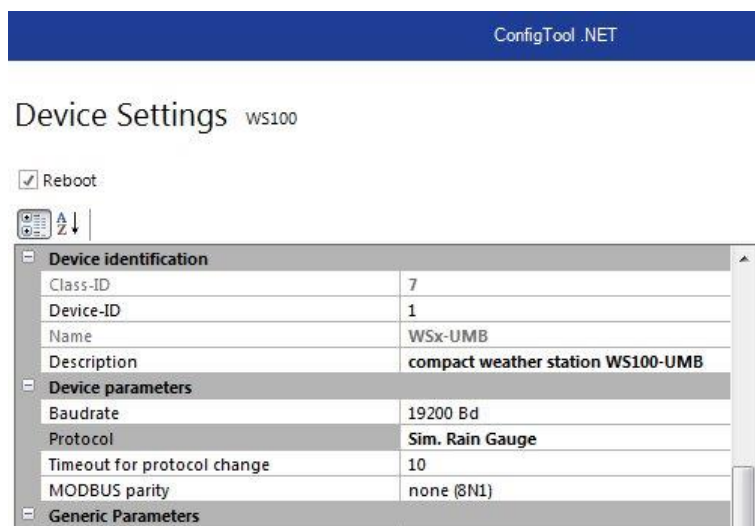 ConfigTool .NET
Device Settings WS100
Reboot
A Z
Device identification
Class-ID 7
Device-ID 1
Name WSx-UMB
Description compact weather station WS100-UMB
Device parameters
Baudrate 19200 Bd
Protocol Sim. Rain Gauge
Timeout for protocol change 10
MODBUS parity none (8N1)
Generic Parameters